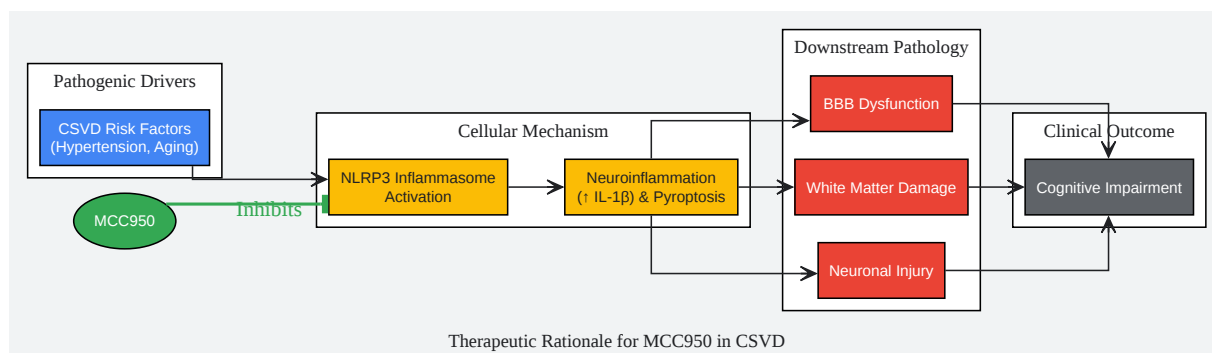 Pathogenic Drivers
CSVD Risk Factors
(Hypertension, Aging)
MCC950
Inhibits
Cellular Mechanism
NLRP3 Inflammasome
Activation
Neuroinflammation
(↑ IL-1β) & Pyroptosis
Downstream Pathology
BBB Dysfunction
White Matter Damage
Neuronal Injury
Clinical Outcome
Cognitive Impairment
Therapeutic Rationale for MCC950 in CSVD